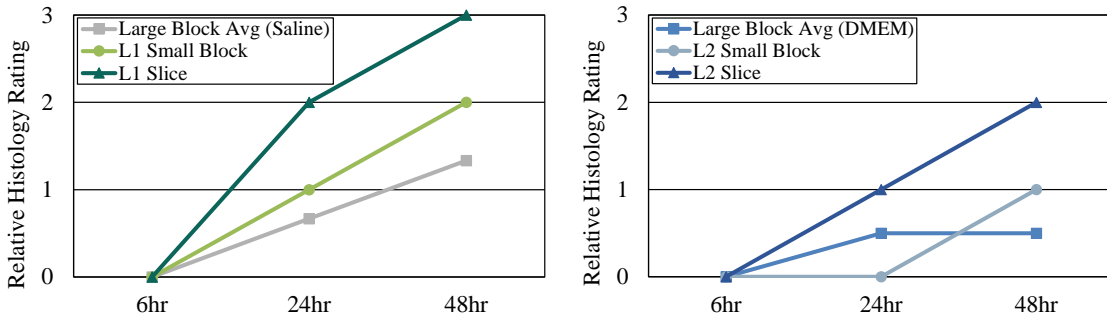 Relative Histology Rating
3
2
1
0
Large Block Avg (Saline)
L1 Small Block
L1 Slice
6hr 24hr 48hr
Relative Histology Rating
3
2
1
0
Large Block Avg (DMEM)
L2 Small Block
L2 Slice
6hr 24hr 48hr